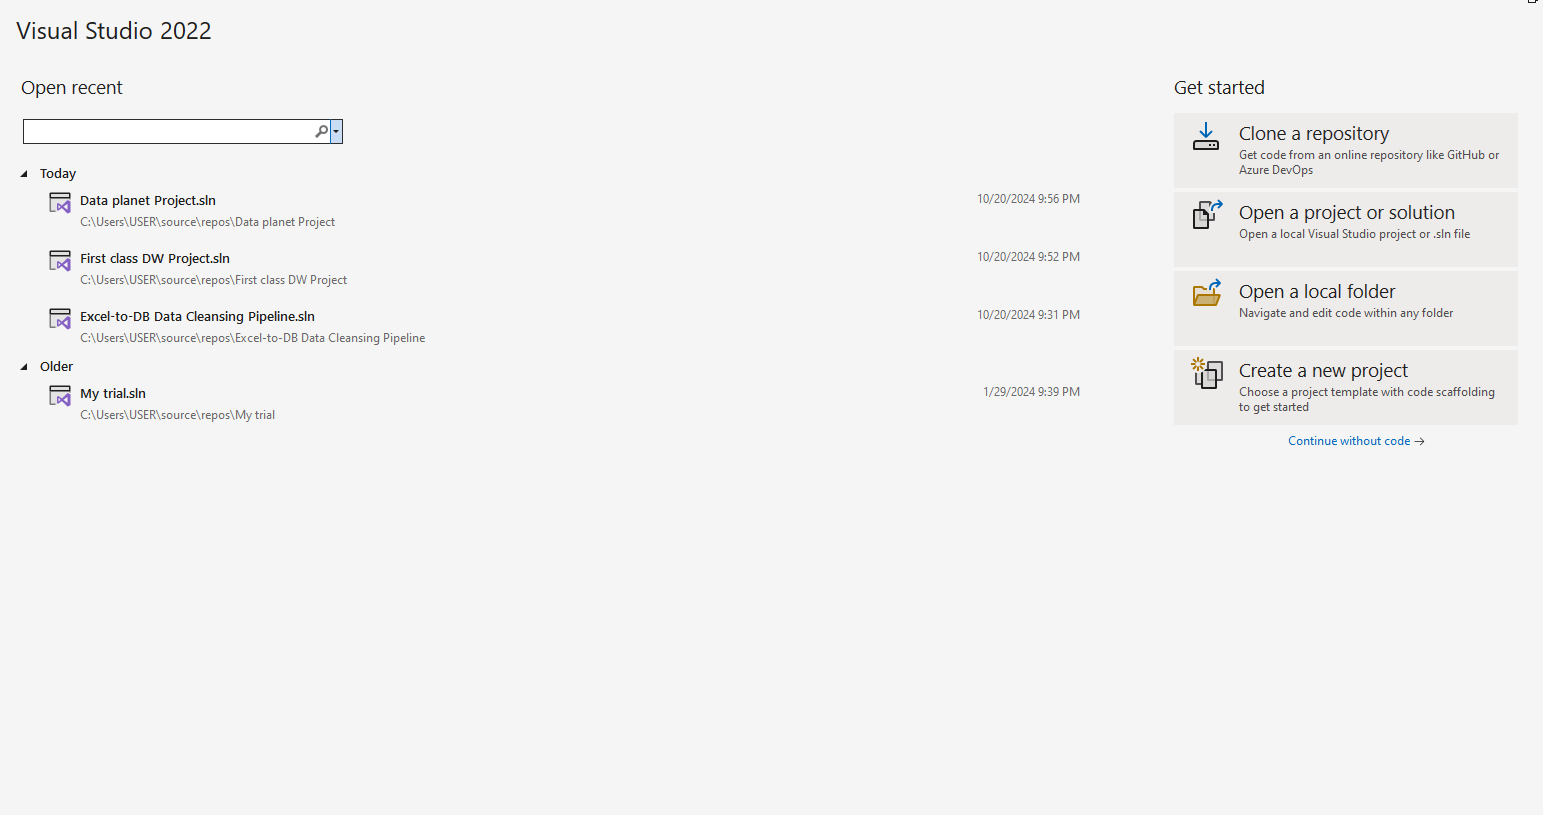 Visual Studio 2022
Open recent
Today
Data planet Project.sln
10/20/2024 9:56 PM
C:\Users\USER\source\repos\Data planet Project
First class DW Project.sln
10/20/2024 9:52 PM
C:\Users\USER\source\repos\First class DW Project
Excel-to-DB Data Cleansing Pipeline.sln
10/20/2024 9:31 PM
C:\Users\USER\source\repos\Excel-to-DB Data Cleansing Pipeline
Older
My trial.sln
1/29/2024 9:39 PM
C:\Users\USER\source\repos\My trial
Get started
Clone a repository
Get code from an online repository like GitHub or
Azure DevOps
Open a project or solution
Open a local Visual Studio project or .sln file
Open a local folder
Navigate and edit code within any folder
Create a new project
Choose a project template with code scaffolding
to get started
Continue without code →